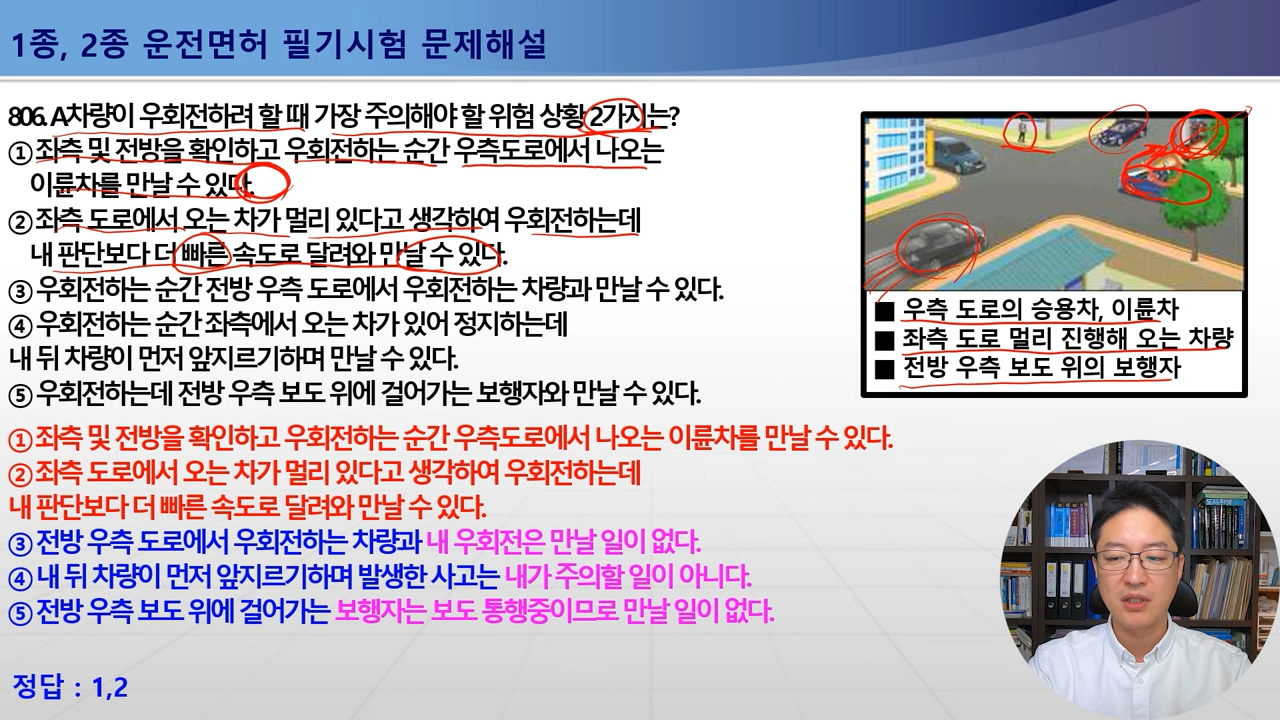 1종, 2종 운전면허 필기시험 문제해설
806. A차량이 우회전하려 할 때 가장 주의해야 할 위험 상황 2가지는?
① 좌측 및 전방을 확인하고 우회전하는 순간 우측도로에서 나오는
이륜차를 만날 수 있다.
② 좌측 도로에서 오는 차가 멀리 있다고 생각하여 우회전하는데
내 판단보다 더 빠른 속도로 달려와 만날 수 있다.
③ 우회전하는 순간 전방 우측 도로에서 우회전하는 차량과 만날 수 있다.
④ 우회전하는 순간 좌측에서 오는 차가 있어 정지하는데
내 뒤 차량이 먼저 앞지르기하며 만날 수 있다.
⑤ 우회전하는데 전방 우측 보도 위에 걸어가는 보행자와 만날 수 있다.
■ 우측 도로의 승용차, 이륜차
■ 좌측 도로 멀리 진행해 오는 차량
■ 전방 우측 보도 위의 보행자
① 좌측 및 전방을 확인하고 우회전하는 순간 우측도로에서 나오는 이륜차를 만날 수 있다.
② 좌측 도로에서 오는 차가 멀리 있다고 생각하여 우회전하는데
내 판단보다 더 빠른 속도로 달려와 만날 수 있다.
③ 전방 우측 도로에서 우회전하는 차량과 내 우회전은 만날 일이 없다.
④ 내 뒤 차량이 먼저 앞지르기하며 발생한 사고는 내가 주의할 일이 아니다.
⑤ 전방 우측 보도 위에 걸어가는 보행자는 보도 통행중이므로 만날 일이 없다.
정답 : 1,2